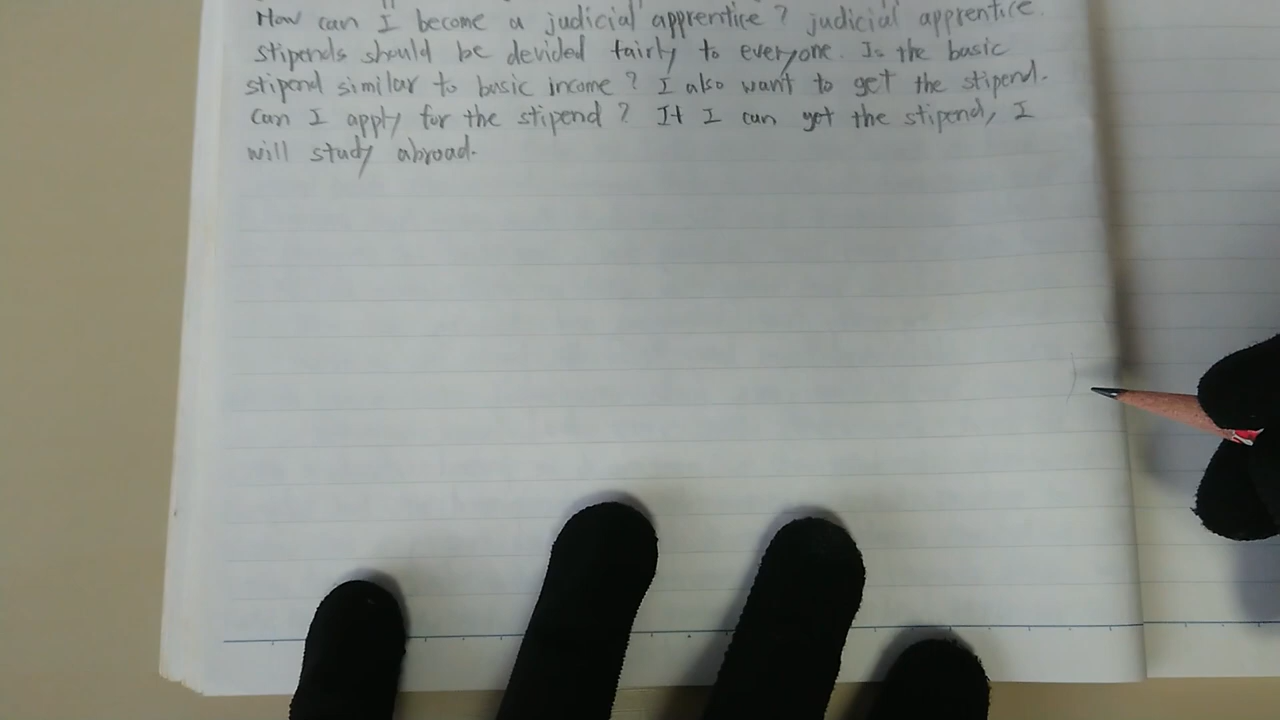 How can I become a judicial apprentice? judicial apprentice
stipends should be devided fairly to everyone. Is the basic
stipend similar to basic income? I also want to get the stipend.
Can I apply for the stipend? If I can get the stipend, I
will study abroad.